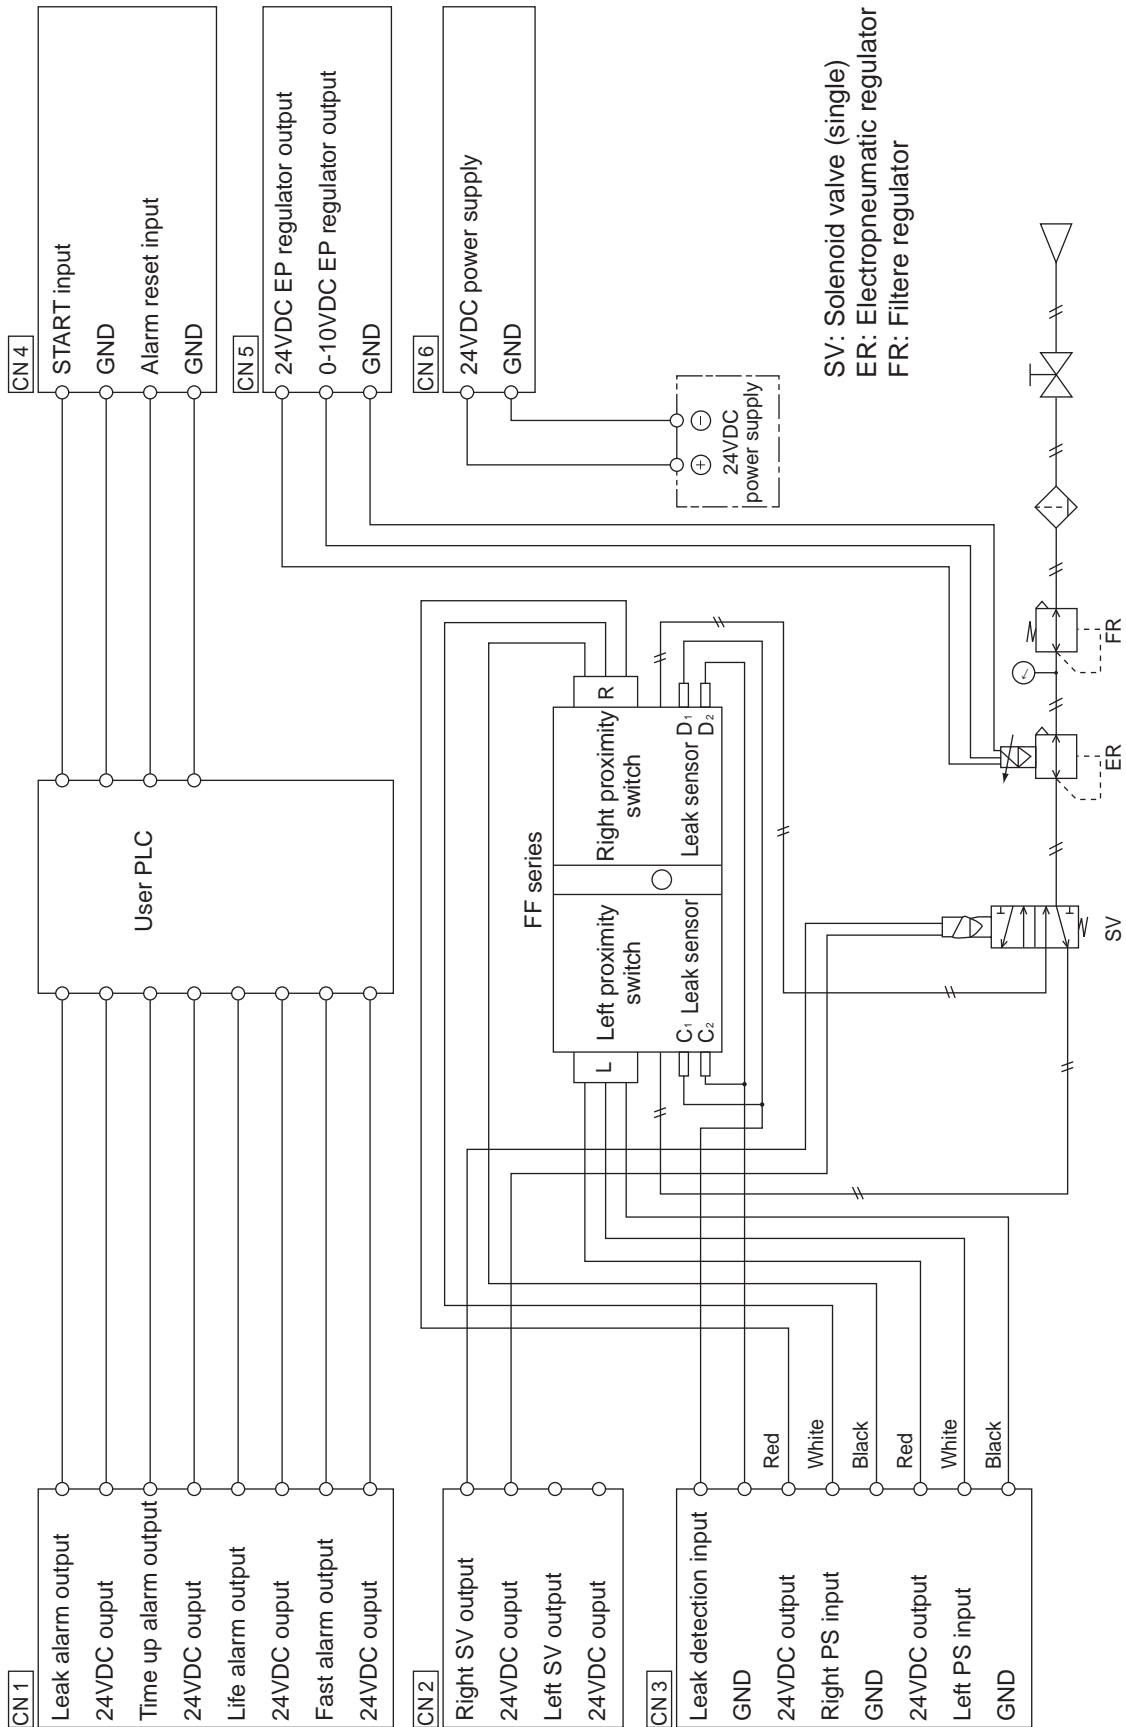 CN 1
Leak alarm output
24VDC ouput
Time up alarm output
24VDC ouput
Life alarm output
24VDC ouput
Fast alarm output
24VDC ouput
CN 2
Right SV output
24VDC ouput
Left SV output
24VDC ouput
CN 3
Leak detection input
GND
24VDC output
Right PS input
GND
24VDC output
Left PS input
GND
Red
White
Black
Red
White
Black
User PLC
FF series
L
Left proximity
switch
C1
C2
Leak sensor
Right proximity
switch
R
Leak sensor
D1
D2
CN 4
START input
GND
Alarm reset input
GND
CN 5
24VDC EP regulator output
0-10VDC EP regulator output
GND
CN 6
24VDC power supply
GND
+
−
24VDC
power supply
SV: Solenoid valve (single)
ER: Electropneumatic regulator
FR: Filtere regulator
SV
ER
FR